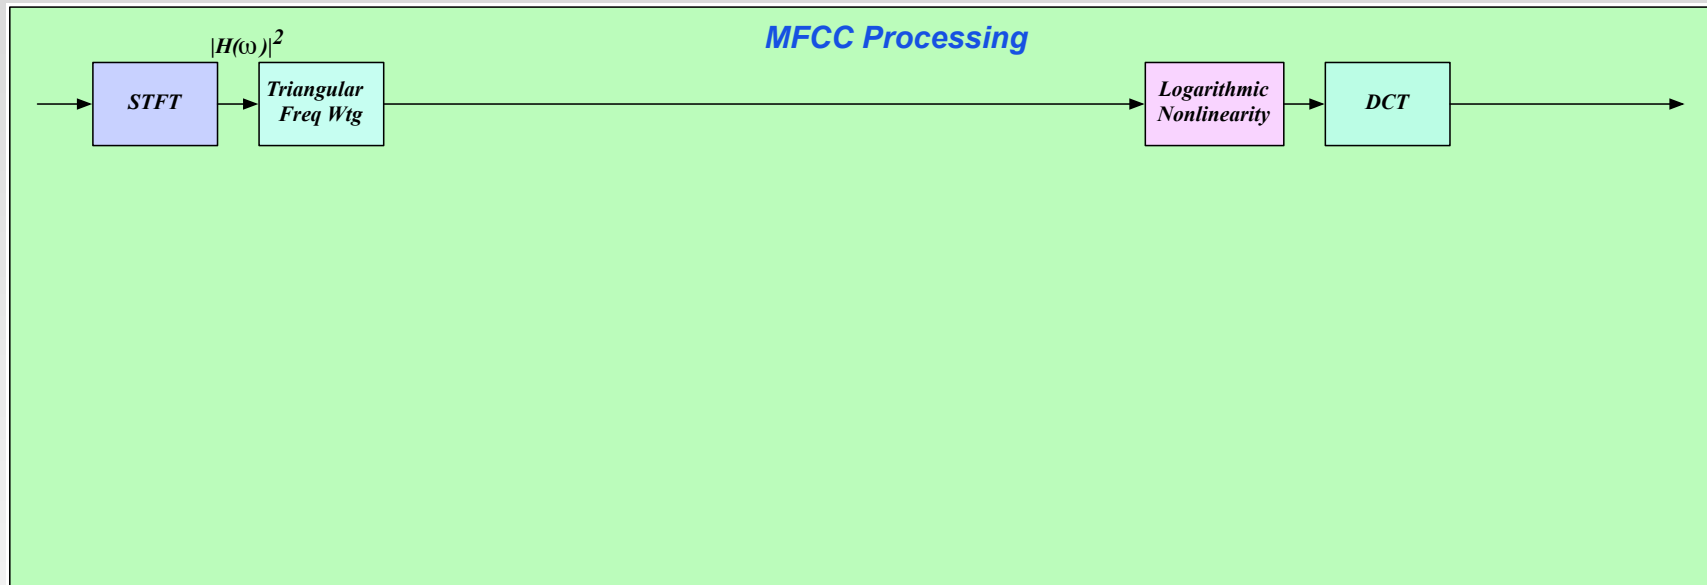 MFCC Processing
|H(ω)|²
STFT
Triangular
Freq Wtg
Logarithmic
Nonlinearity
DCT